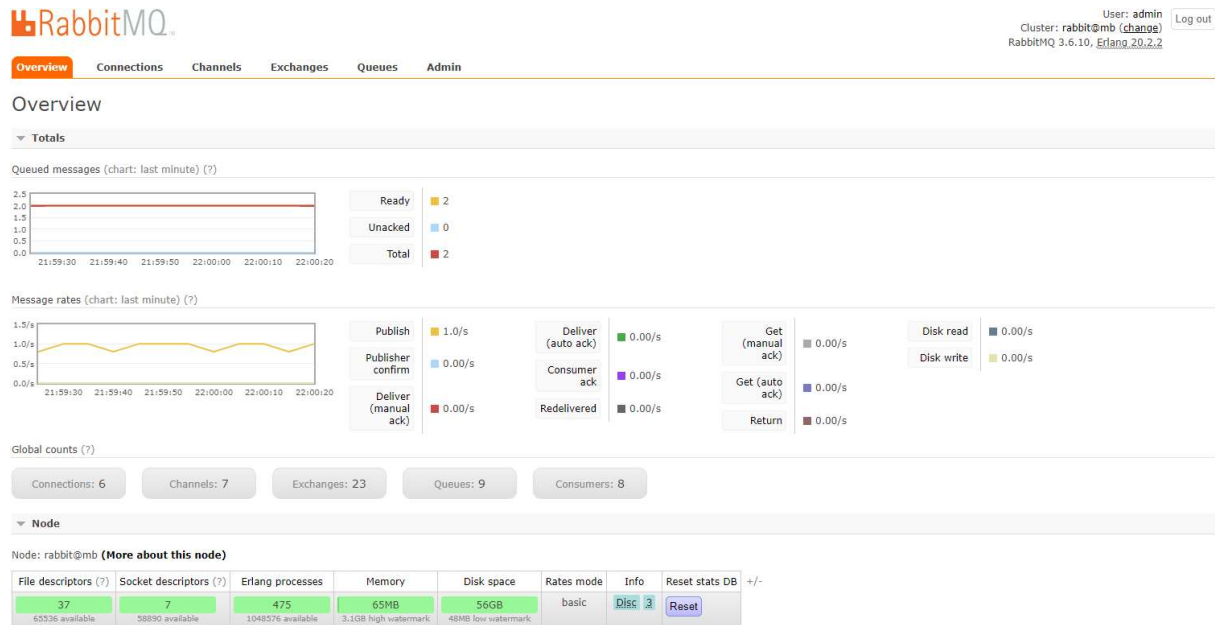 RabbitMQ
User: admin
Log out
Cluster: rabbit@mb (change)
RabbitMQ 3.6.10, Erlang 20.2.2
Overview Connections Channels Exchanges Queues Admin
Overview
Totals
Queued messages (chart: last minute) (?)
2.5
2.0
1.5
1.0
0.5
0.0
21:59:30 21:59:40 21:59:50 22:00:00 22:00:10 22:00:20
Ready 2
Unacked 0
Total 2
Message rates (chart: last minute) (?)
1.5/s
1.0/s
0.5/s
0.0/s
21:59:30 21:59:40 21:59:50 22:00:00 22:00:10 22:00:20
Publish 1.0/s
Publisher
confirm 0.00/s
Deliver
(manual
ack) 0.00/s
Deliver
(auto ack) 0.00/s
Consumer
ack 0.00/s
Redelivered 0.00/s
Get
(manual
ack) 0.00/s
Get (auto
ack) 0.00/s
Return 0.00/s
Disk read 0.00/s
Disk write 0.00/s
Global counts (?)
Connections: 6 Channels: 7 Exchanges: 23 Queues: 9 Consumers: 8
Node
Node: rabbit@mb (More about this node)
File descriptors (?) Socket descriptors (?) Erlang processes Memory Disk space Rates mode Info Reset stats DB +/-
37 7 475 65MB 56GB basic Disc 3 Reset
65536 available 58890 available 1048576 available 3.1GB high watermark 48MB low watermark